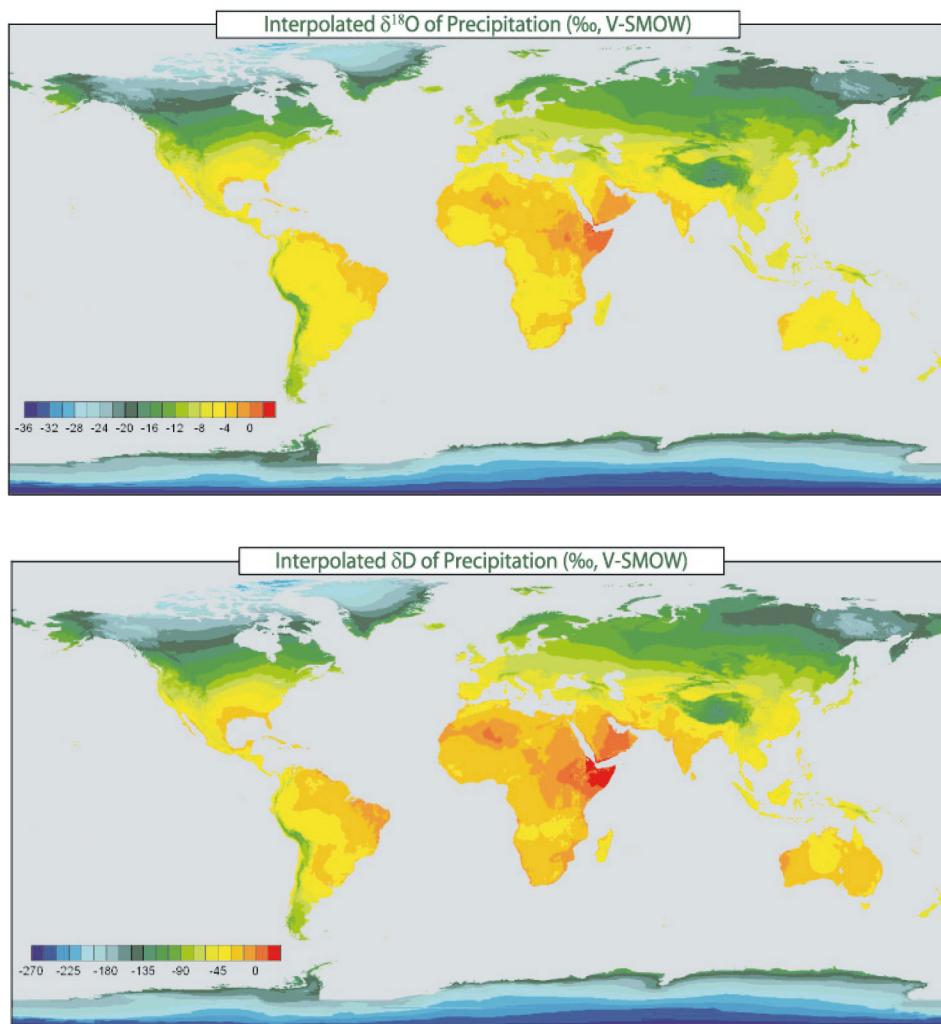 Interpolated δ¹⁸O of Precipitation (‰, V-SMOW)
-36 -32 -28 -24 -20 -16 -12 -8 -4 0
Interpolated δD of Precipitation (‰, V-SMOW)
-270 -225 -180 -135 -90 -45 0